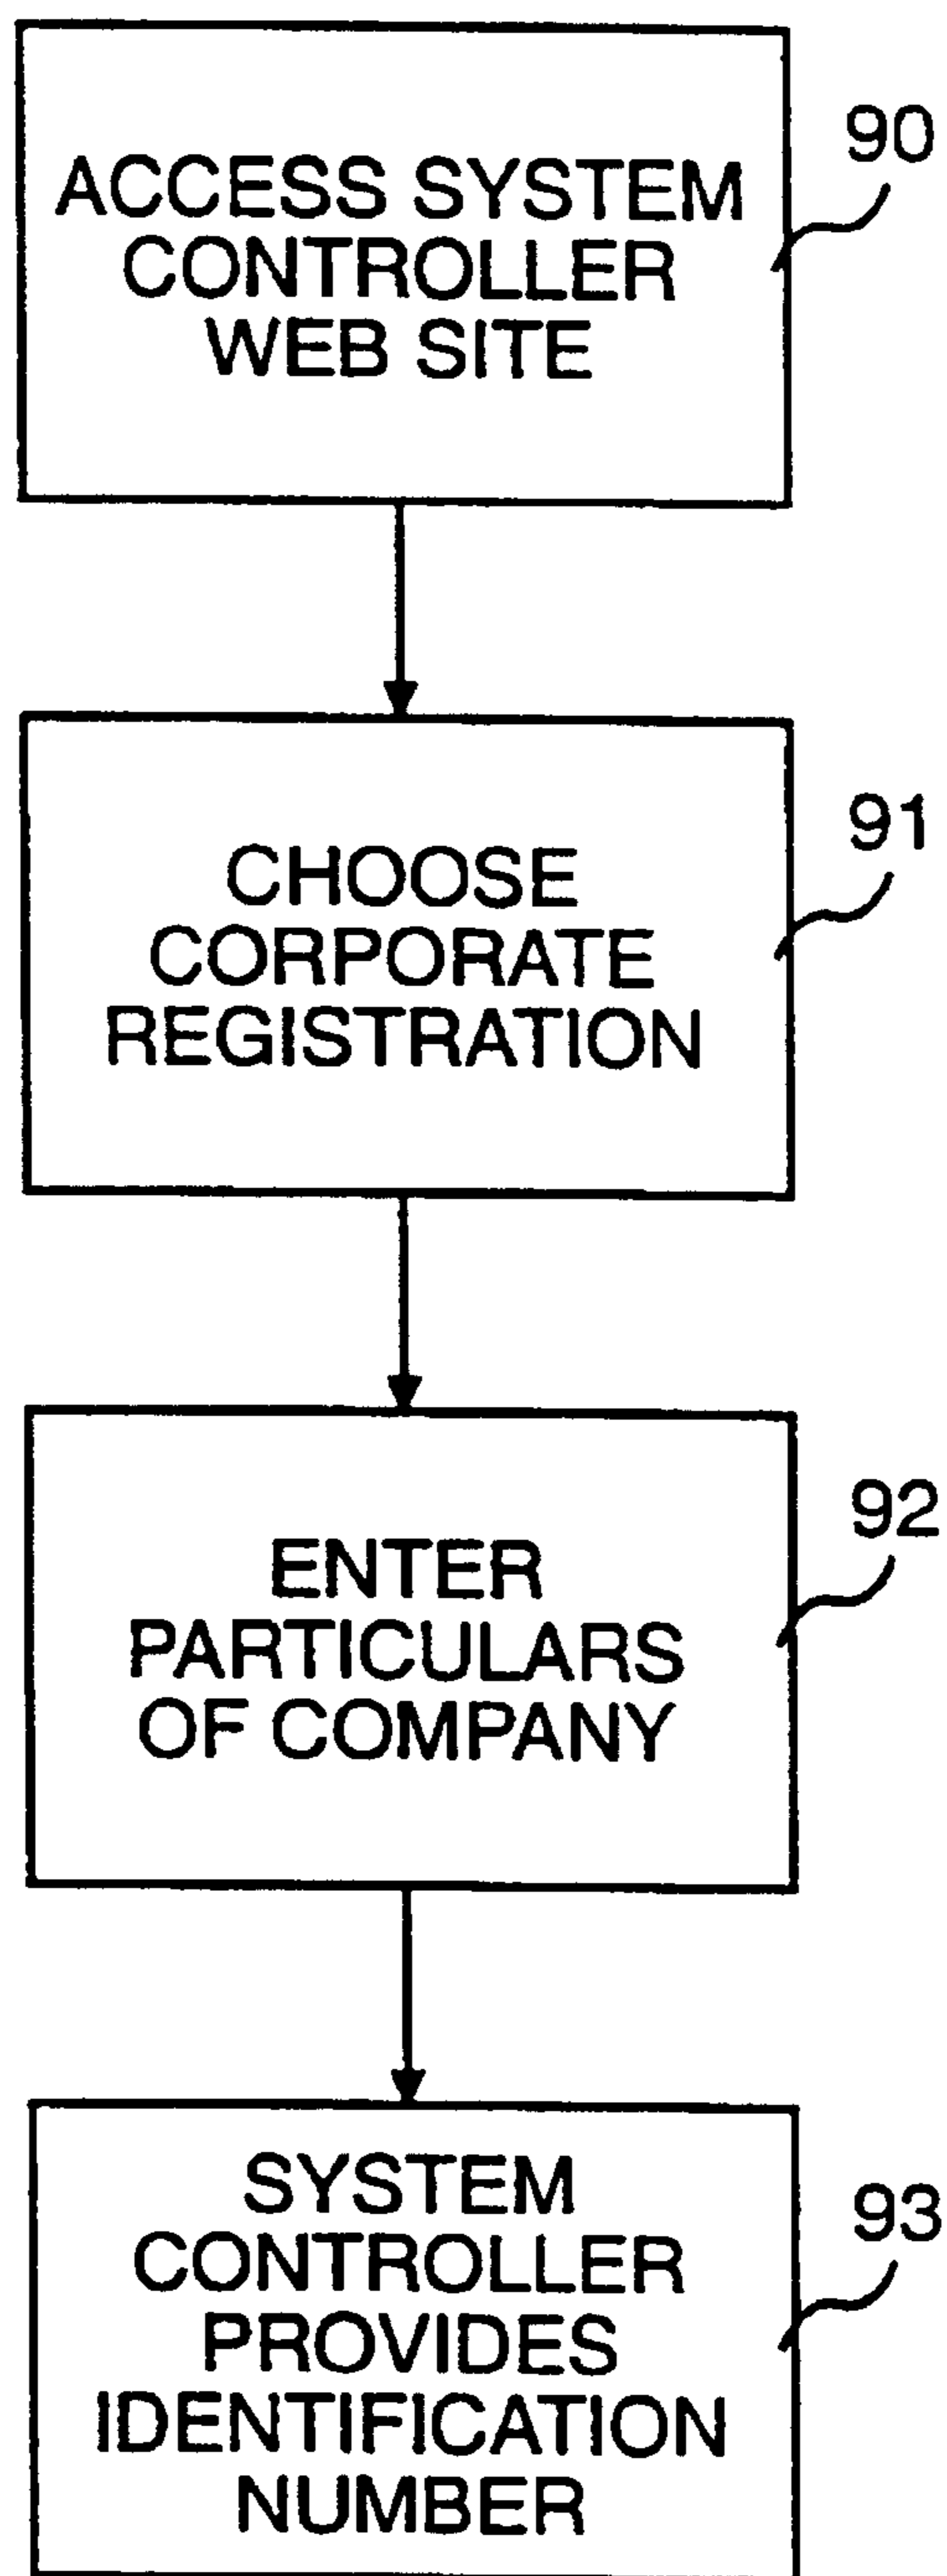 ACCESS SYSTEM
CONTROLLER
WEB SITE
90
CHOOSE
CORPORATE
REGISTRATION
91
ENTER
PARTICULARS
OF COMPANY
92
SYSTEM
CONTROLLER
PROVIDES
IDENTIFICATION
NUMBER
93